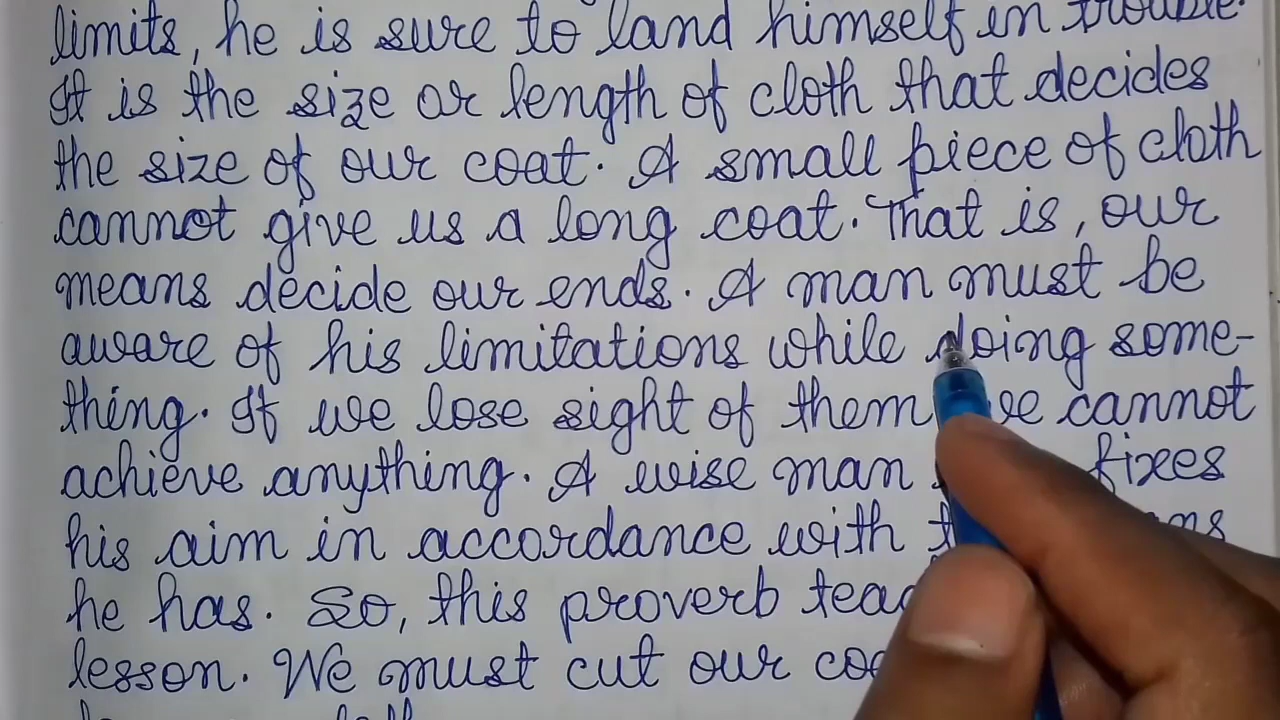 limits, he is sure to land himself in trouble.
It is the size or length of cloth that decides
the size of our coat. A small piece of cloth
cannot give us a long coat. That is, our
means decide our ends. A man must be
aware of his limitations while doing some-
thing. If we lose sight of them we cannot
achieve anything. A wise man fixes
his aim in accordance with
he has. So, this proverb
lesson. We must cut our